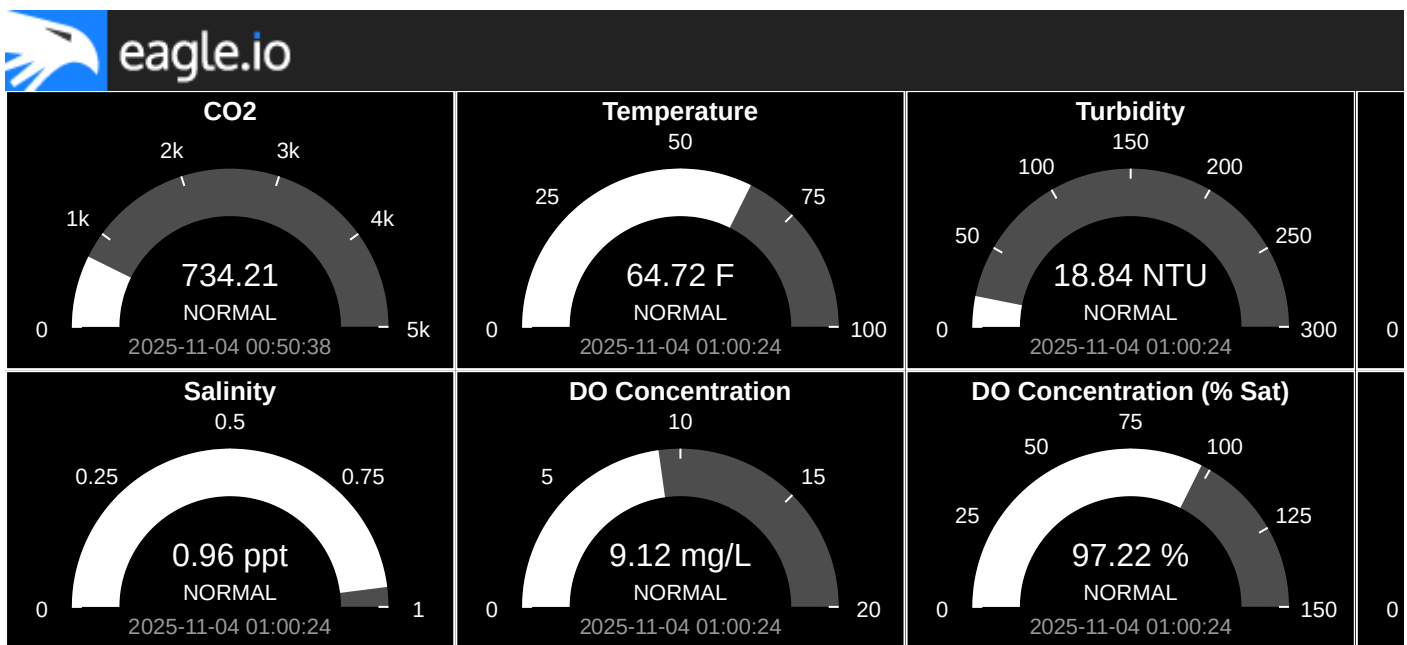 eagle.io
CO2
2k 3k
1k 4k
734.21
NORMAL
0 5k
2025-11-04 00:50:38
Temperature
50
25 75
64.72 F
NORMAL
0 100
2025-11-04 01:00:24
Turbidity
150
100 200
50 250
18.84 NTU
NORMAL
0 300
2025-11-04 01:00:24
0
Salinity
0.5
0.25 0.75
0.96 ppt
NORMAL
0 1
2025-11-04 01:00:24
DO Concentration
10
5 15
9.12 mg/L
NORMAL
0 20
2025-11-04 01:00:24
DO Concentration (% Sat)
75
50 100
25 125
97.22 %
NORMAL
0 150
2025-11-04 01:00:24
0